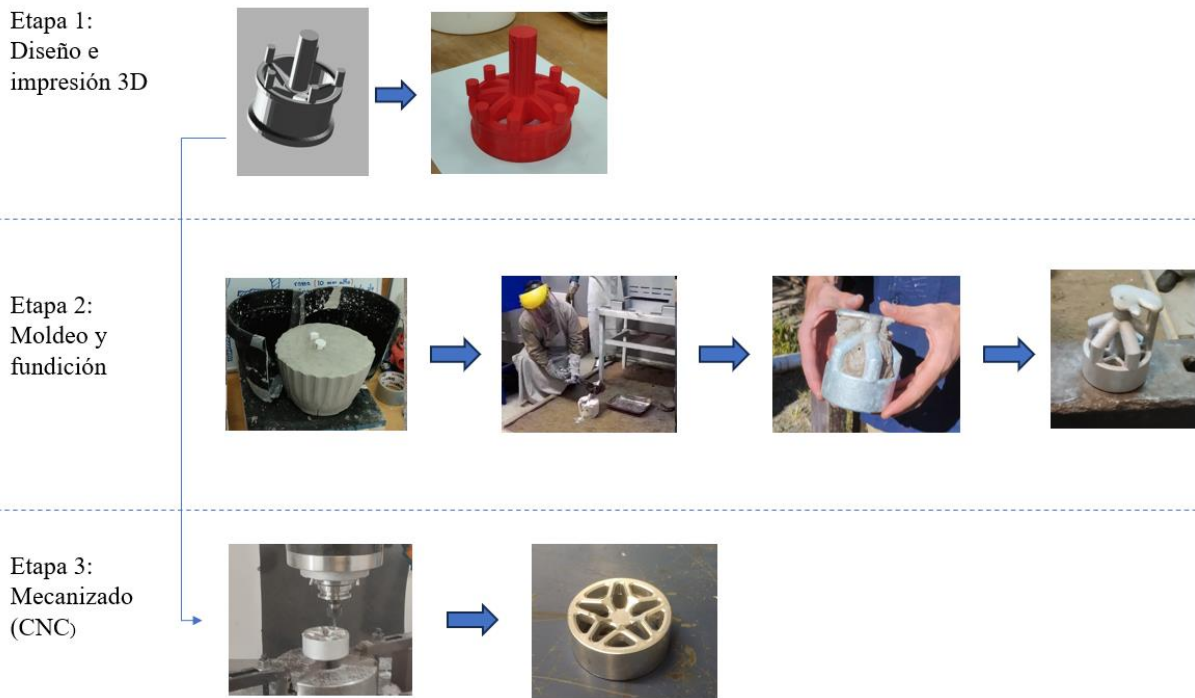 Etapa 1:
Diseño e
impresión 3D
Etapa 2:
Moldeo y
fundición
Etapa 3:
Mecanizado
(CNC)